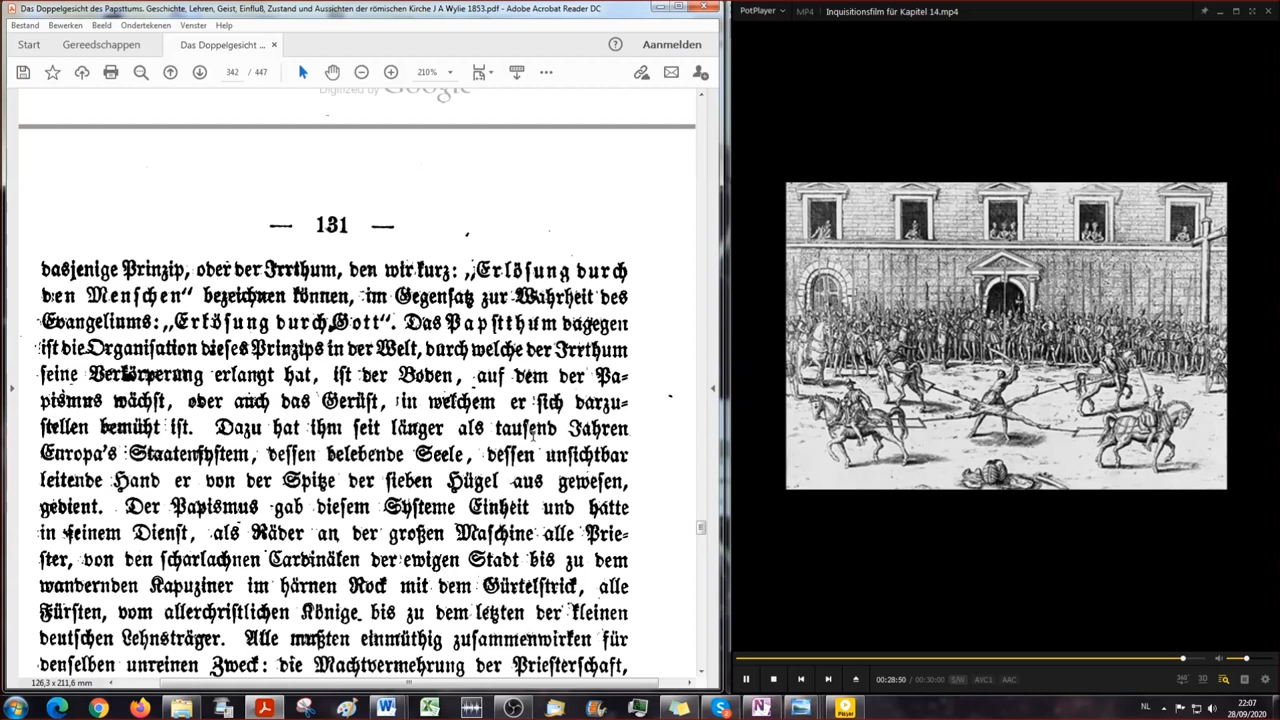 Das Doppelgesicht des Papsttums. Geschichte, Lehren, Geist, Einfluß, Zustand und Aussichten der römischen Kirche J A Wylie 1853.pdf - Adobe Acrobat Reader DC
Bestand Bewerken Beeld Ondertekenen Venster Help
Start Gereedschappen Das Doppelgesicht ... × Aanmelden
342 / 447 210%
Digitized by Google
— 131 —
dasjenige Prinzip, oder der Irrthum, den wir kurz: „Erlösung durch
den Menschen“ bezeichnen können, im Gegensatz zur Wahrheit des
Evangeliums: „Erlösung durch Gott“. Das Papstthum dagegen
ist die Organisation dieses Prinzips in der Welt, durch welche der Irrthum
seine Verkörperung erlangt hat, ist der Boden, auf dem der Pa-
pismus wächst, oder auch das Gerüst, in welchem er sich darzu-
stellen bemüht ist. Dazu hat ihm seit länger als tausend Jahren
Europa's Staatensystem, dessen belebende Seele, dessen unsichtbar
leitende Hand er von der Spitze der sieben Hügel aus gewesen,
gedient. Der Papismus gab diesem Systeme Einheit und hatte
in seinem Dienst, als Räder an der großen Maschine alle Prie-
ster, von den scharlachnen Cardinälen der ewigen Stadt bis zu dem
wandernden Kapuziner im härnen Rock mit dem Gürtelstrick, alle
Fürsten, vom allerchristlichen Könige bis zu dem letzten der kleinen
deutschen Lehnsträger. Alle mußten einmüthig zusammenwirken für
denselben unreinen Zweck: die Machtvermehrung der Priesterschaft,
126,3 x 211,6 mm
PotPlayer MP4 Inquisitionsfilm für Kapitel 14.mp4
00:28:50 / 00:30:00 S/W AVC1 AAC
360° 3D
NL 22:07
28/09/2020